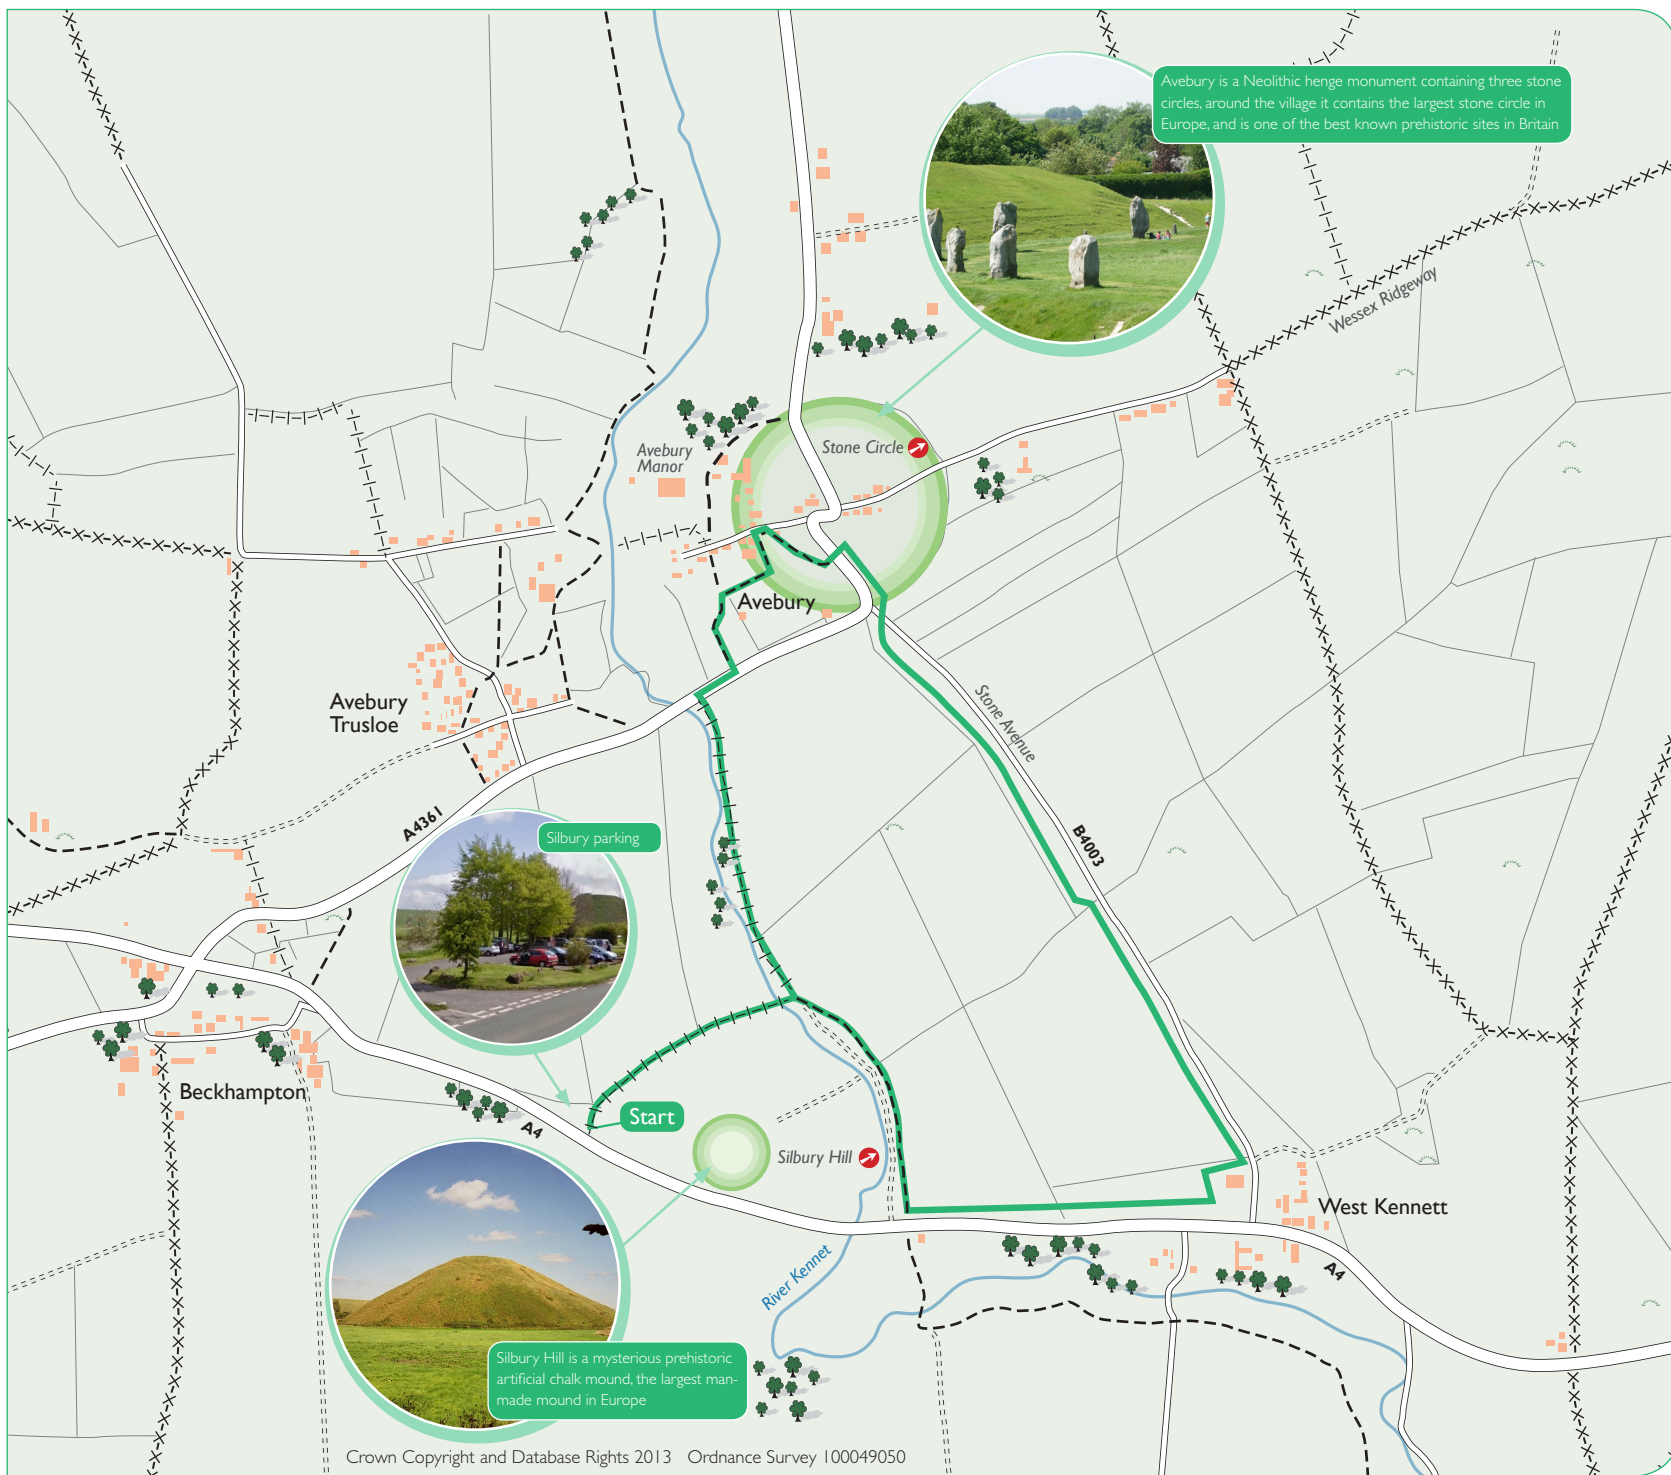 Avebury is a Neolithic henge monument containing three stone
circles, around the village it contains the largest stone circle in
Europe, and is one of the best known prehistoric sites in Britain
Wessex Ridgeway
Stone Circle
Avebury
Manor
Avebury
Avebury
Trusloe
Stone Avenue
A4361
B4003
Silbury parking
Beckhampton
A4
Start
Silbury Hill
West Kennett
River Kennet
A4
Silbury Hill is a mysterious prehistoric
artificial chalk mound, the largest man-
made mound in Europe
Crown Copyright and Database Rights 2013 Ordnance Survey 100049050